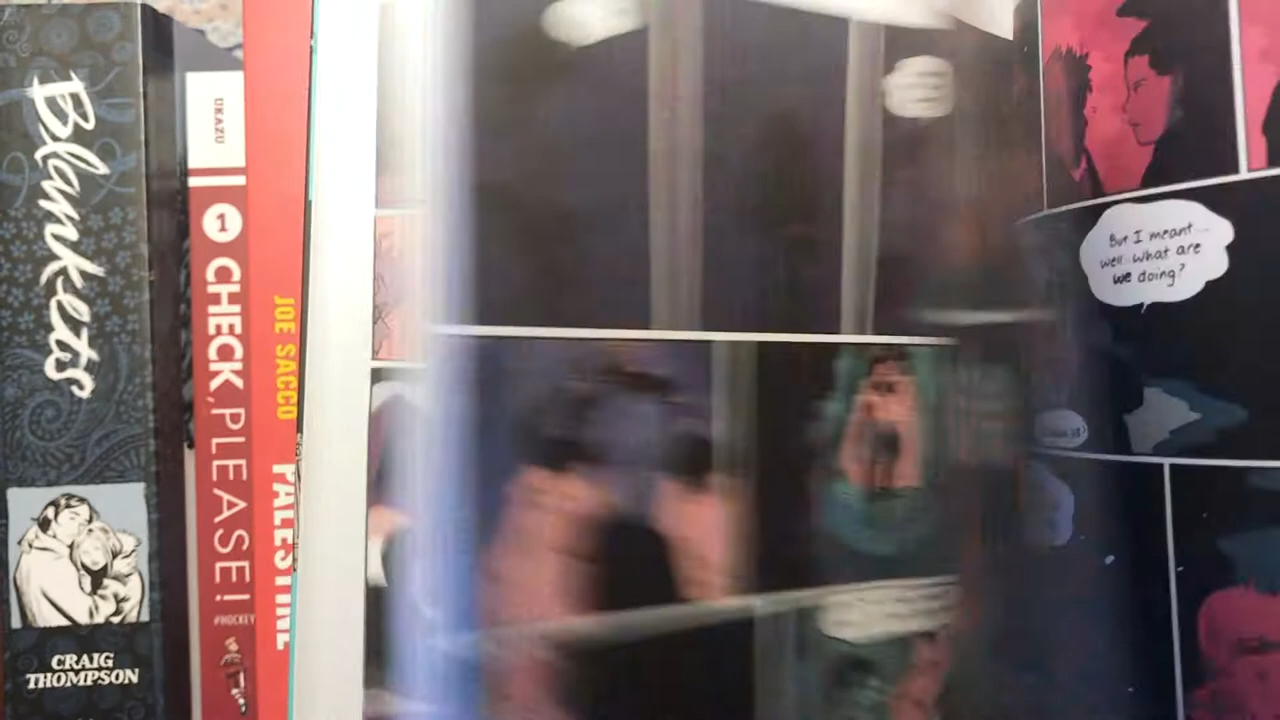 Blankets
CRAIG
THOMPSON
UKAZU
1
CHECK, PLEASE!
#HOCKEY
JOE SACCO
PALESTINE
But I meant...
well..what are
we doing?